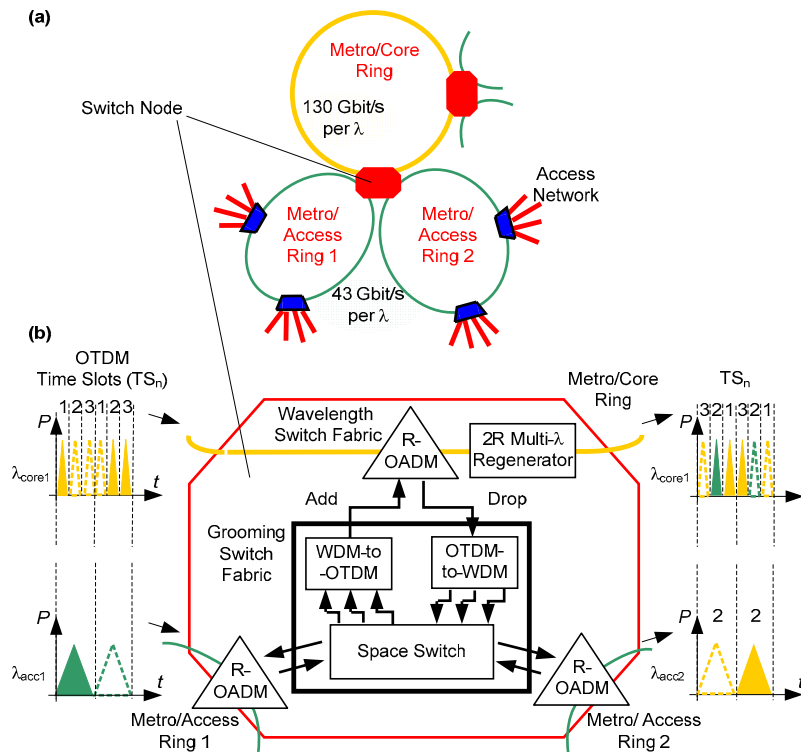 (a)
Metro/Core
Ring
130 Gbit/s
per λ
Switch Node
Access
Network
Metro/
Access
Ring 1
Metro/
Access
Ring 2
43 Gbit/s
per λ
(b)
OTDM
Time Slots (TSn)
1 2 3 1 2 3
P
λcore1
t
Metro/Core
Ring
TSn
3 2 1 3 2 1
P
λcore1
t
Wavelength
Switch Fabric
R-
OADM
2R Multi-λ
Regenerator
Add
Drop
Grooming
Switch
Fabric
WDM-to
-OTDM
OTDM-
to-WDM
Space Switch
R-
OADM
R-
OADM
P
λacc1
t
P
2 2
λacc2
t
Metro/Access
Ring 1
Metro/ Access
Ring 2